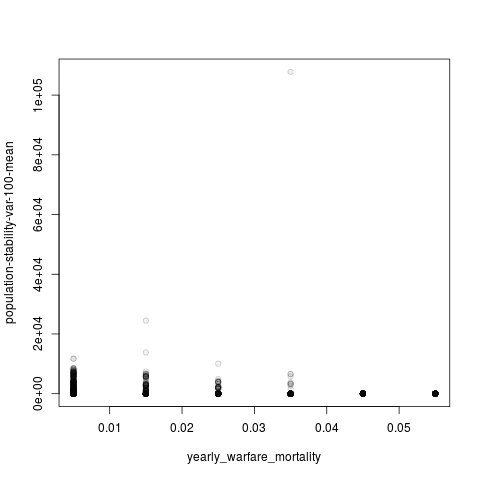 population-stability-var-100-mean
1e+05
8e+04
6e+04
4e+04
2e+04
0e+00
0.01 0.02 0.03 0.04 0.05
yearly_warfare_mortality